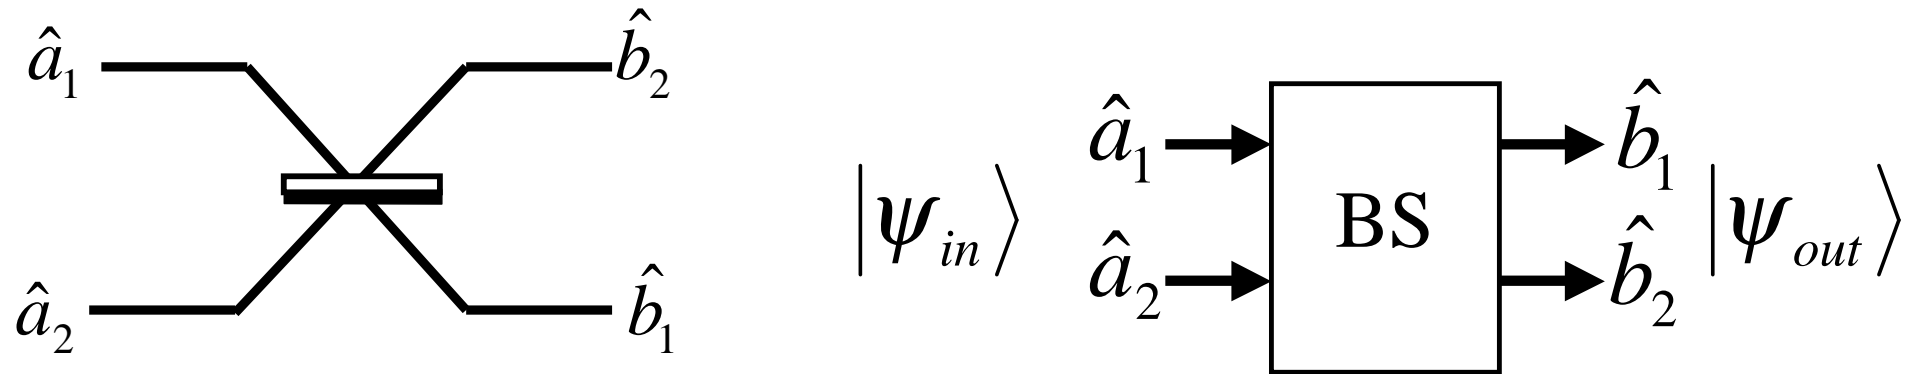 â₁
b̂₂
â₂
b̂₁
|ψ_in⟩
â₁
â₂
BS
b̂₁
b̂₂
|ψ_out⟩